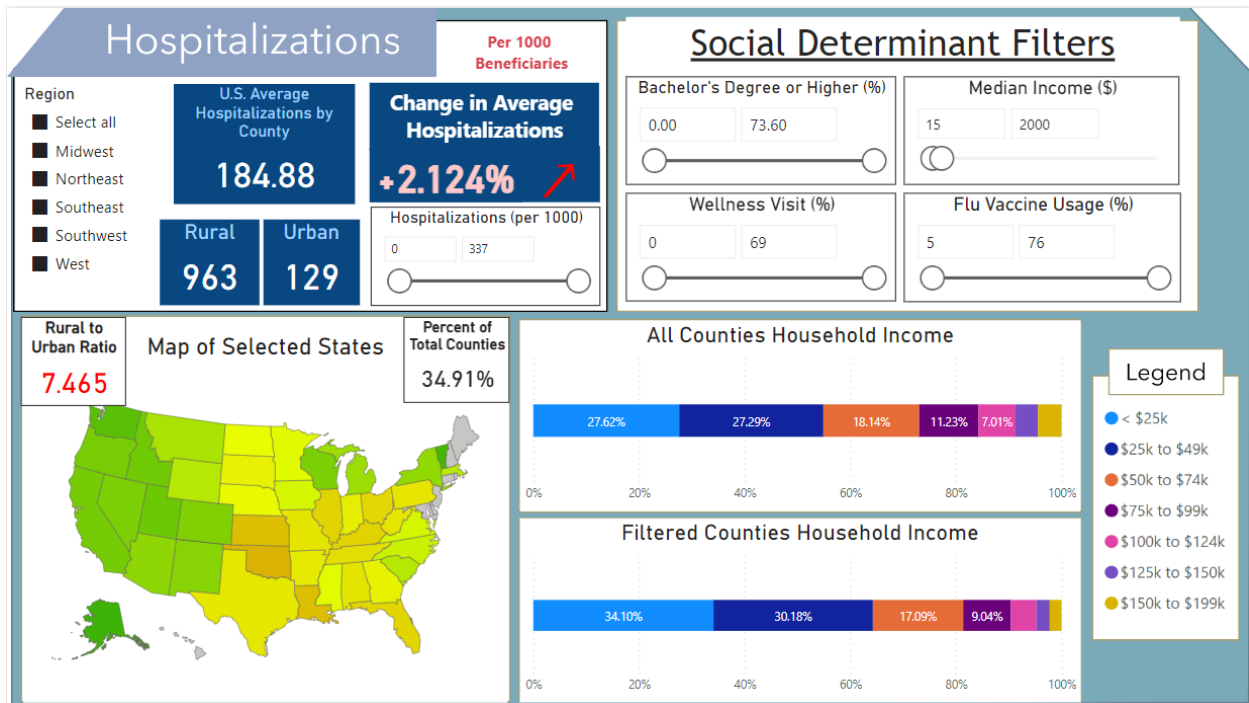 Hospitalizations
Per 1000
Beneficiaries
Region
Select all
Midwest
Northeast
Southeast
Southwest
West
U.S. Average
Hospitalizations by
County
184.88
Change in Average
Hospitalizations
+2.124%
Rural
963
Urban
129
Hospitalizations (per 1000)
0
337
Social Determinant Filters
Bachelor's Degree or Higher (%)
0.00
73.60
Median Income ($)
15
2000
Wellness Visit (%)
0
69
Flu Vaccine Usage (%)
5
76
Rural to
Urban Ratio
7.465
Map of Selected States
Percent of
Total Counties
34.91%
All Counties Household Income
27.62%
27.29%
18.14%
11.23%
7.01%
0%
20%
40%
60%
80%
100%
Filtered Counties Household Income
34.10%
30.18%
17.09%
9.04%
0%
20%
40%
60%
80%
100%
Legend
< $25k
$25k to $49k
$50k to $74k
$75k to $99k
$100k to $124k
$125k to $150k
$150k to $199k